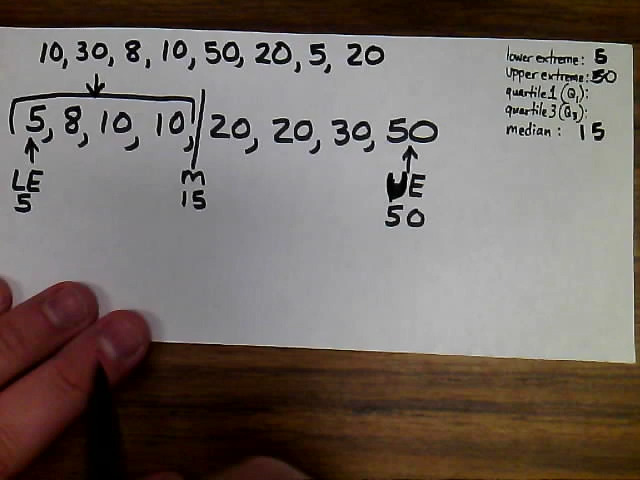 10, 30, 8, 10, 50, 20, 5, 20
5, 8, 10, 10, 20, 20, 30, 50
LE
5
M
15
UE
50
lower extreme: 5
upper extreme: 50
quartile 1 (Q1):
quartile 3 (Q3):
median: 15